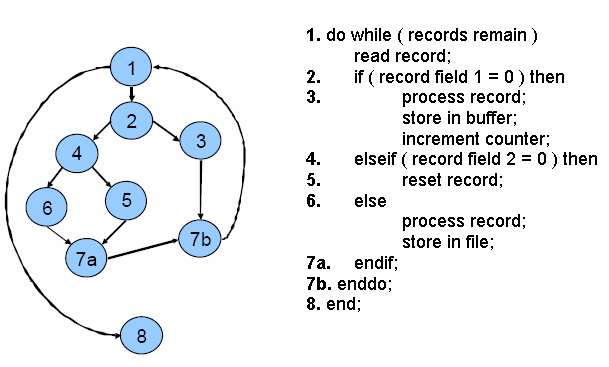 1
2
3
4
5
6
7a
7b
8
1. do while ( records remain )
read record;
2. if ( record field 1 = 0 ) then
3. process record;
store in buffer;
increment counter;
4. elseif ( record field 2 = 0 ) then
5. reset record;
6. else
process record;
store in file;
7a. endif;
7b. enddo;
8. end;